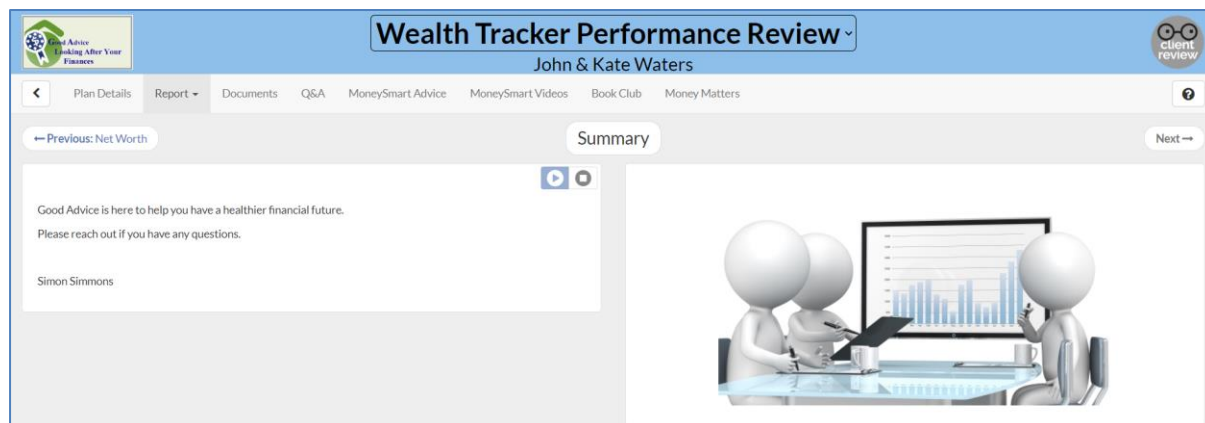 Good Advice
Looking After Your
Finances
Wealth Tracker Performance Review
John & Kate Waters
client
review
Plan Details Report Documents Q&A MoneySmart Advice MoneySmart Videos Book Club Money Matters
?
←Previous: Net Worth
Summary
Next→
Good Advice is here to help you have a healthier financial future.
Please reach out if you have any questions.
Simon Simmons